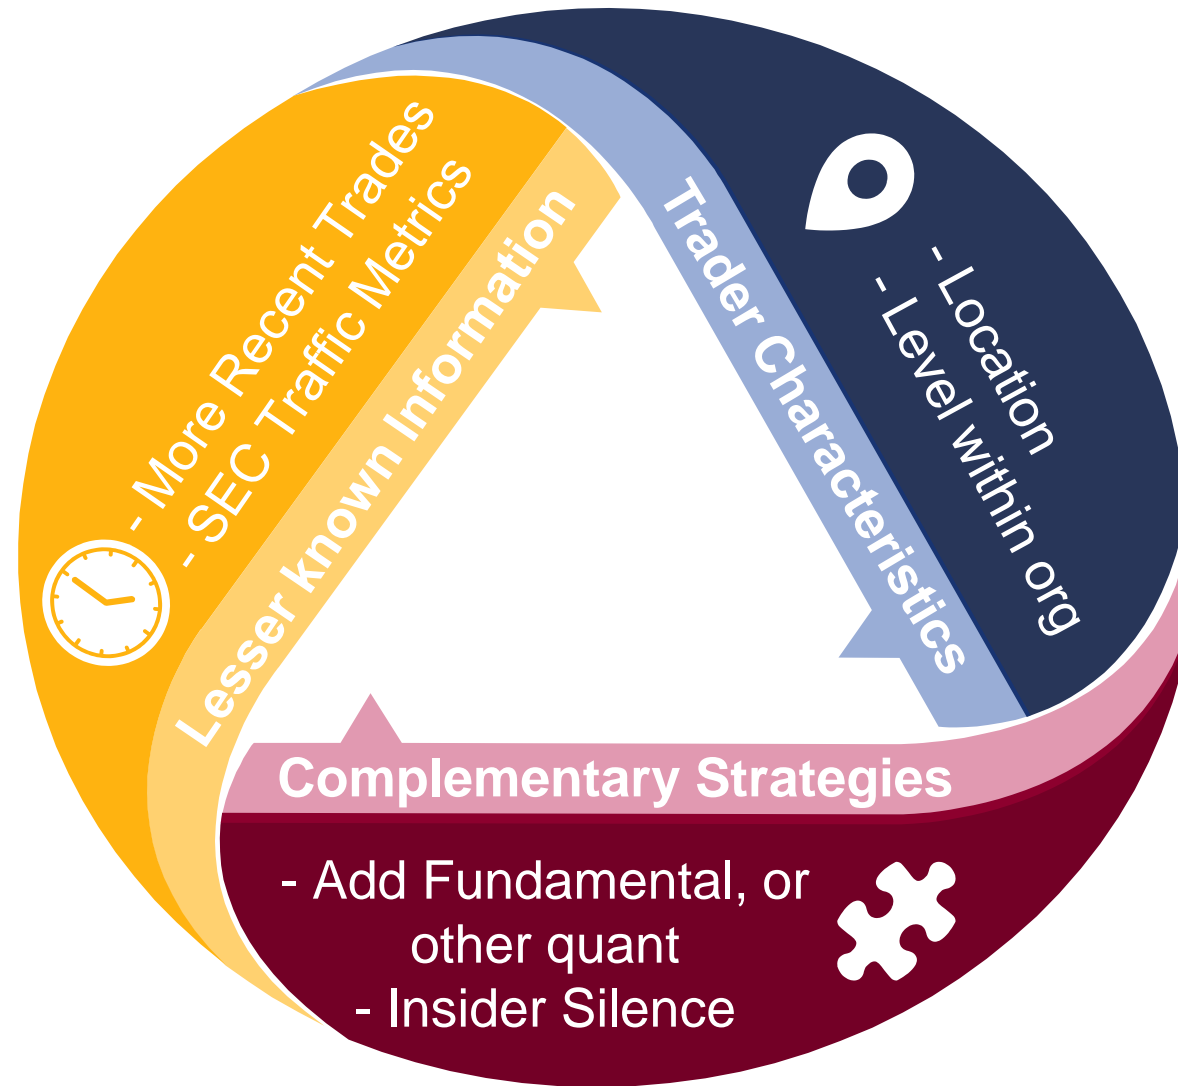 Lesser known Information
- More Recent Trades
- SEC Traffic Metrics
Trader Characteristics
- Location
- Level within org
Complementary Strategies
- Add Fundamental, or
other quant
- Insider Silence